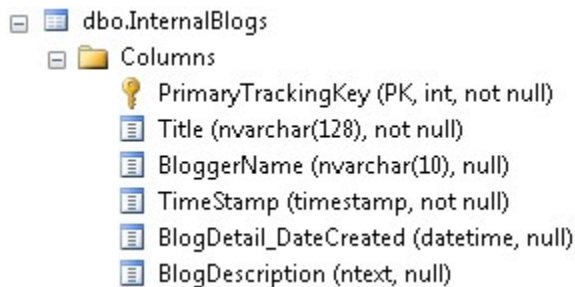 dbo.InternalBlogs
Columns
PrimaryTrackingKey (PK, int, not null)
Title (nvarchar(128), not null)
BloggerName (nvarchar(10), null)
TimeStamp (timestamp, not null)
BlogDetail_DateCreated (datetime, null)
BlogDescription (ntext, null)